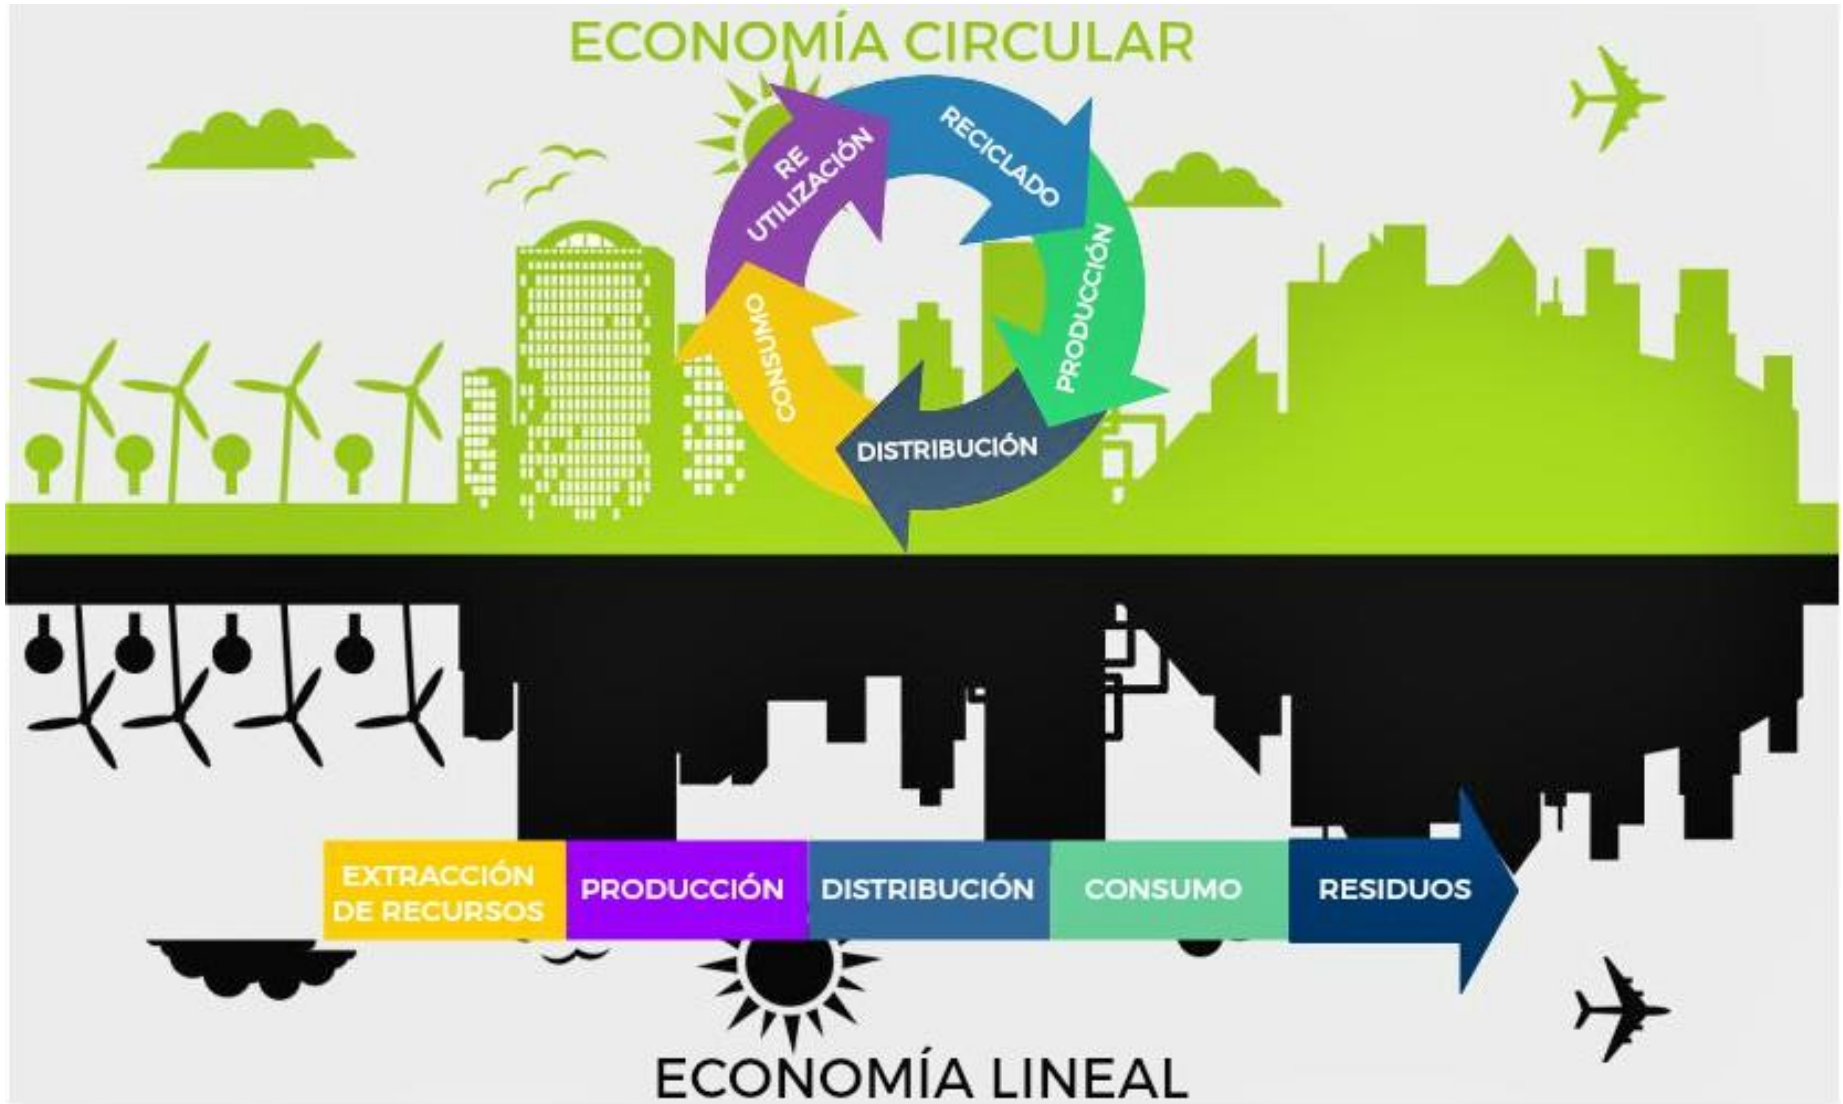 ECONOMÍA CIRCULAR
RE
UTILIZACIÓN
RECICLADO
PRODUCCIÓN
DISTRIBUCIÓN
CONSUMO
EXTRACCIÓN
DE RECURSOS
PRODUCCIÓN
DISTRIBUCIÓN
CONSUMO
RESIDUOS
ECONOMÍA LINEAL